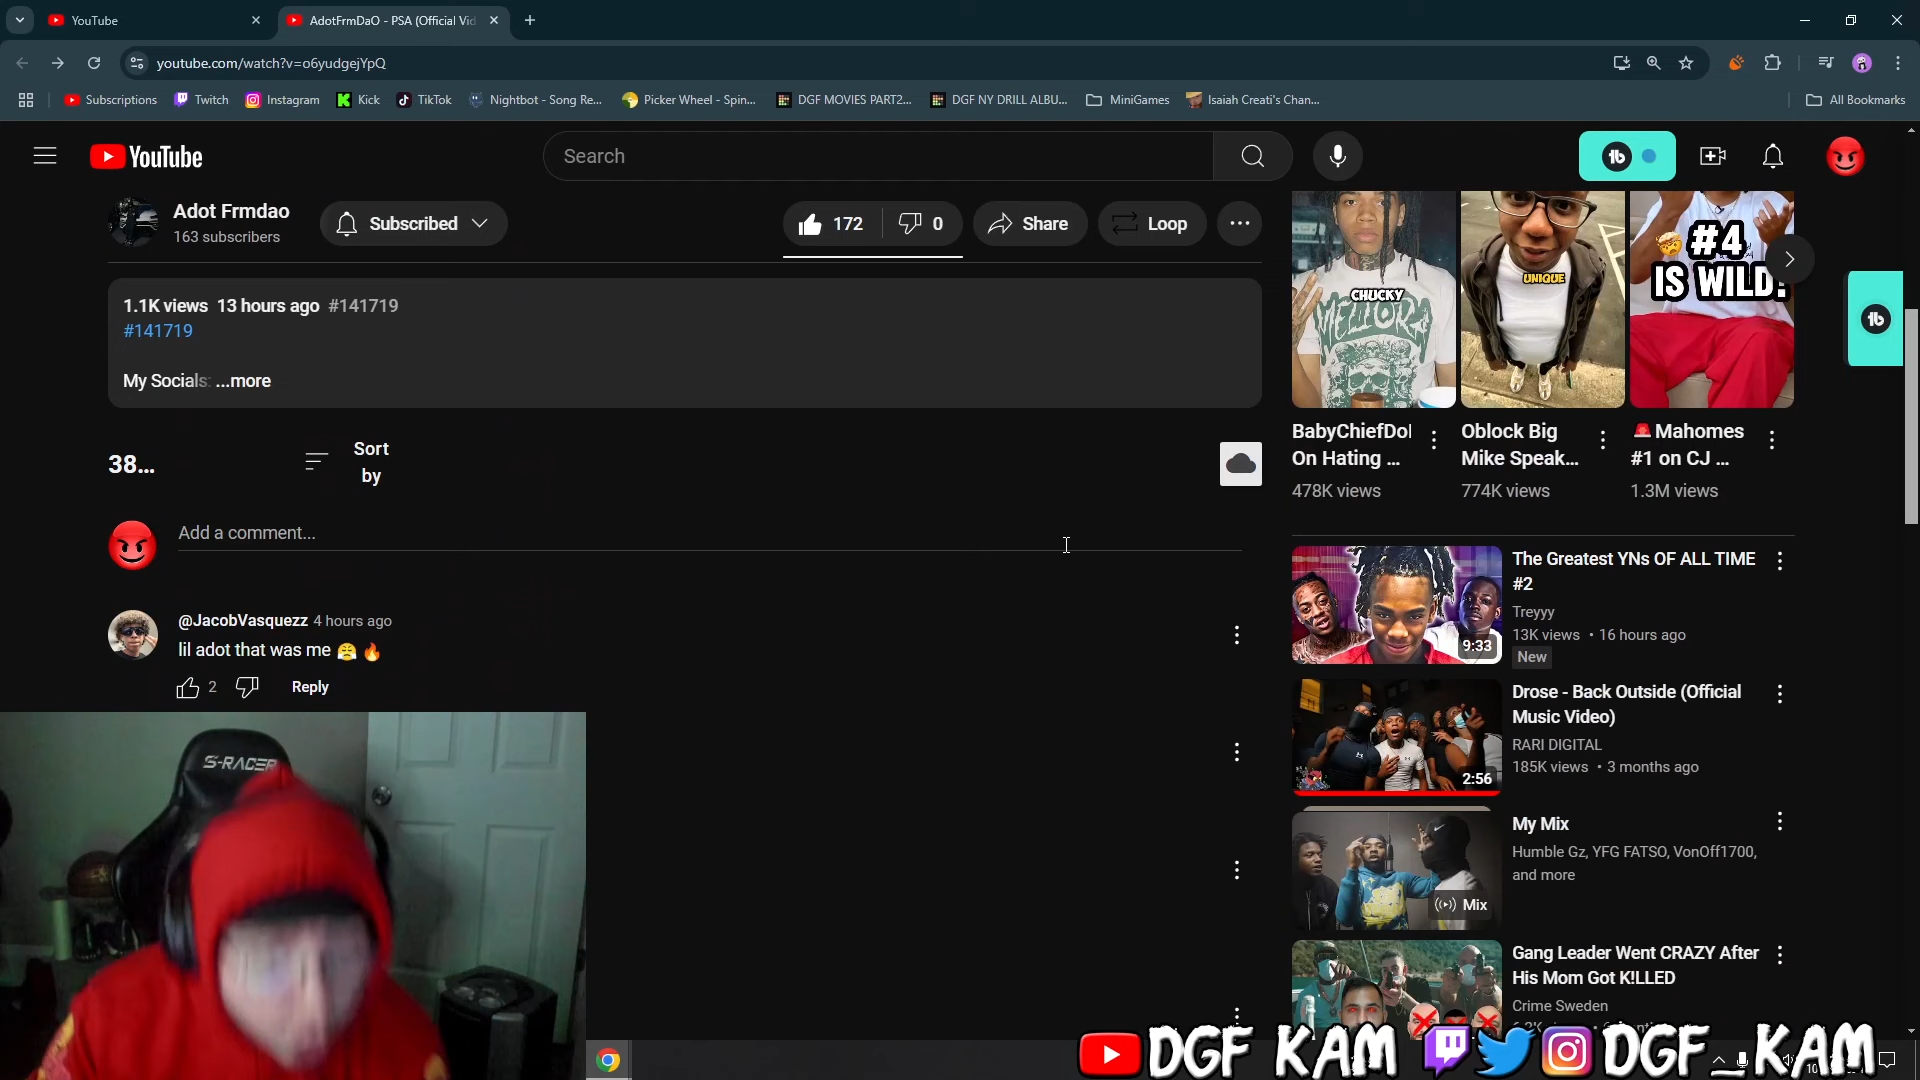 YouTube
AdotFrmDaO - PSA (Official Vid
youtube.com/watch?v=o6yudgejYpQ
Subscriptions
Twitch
Instagram
Kick
TikTok
Nightbot - Song Re...
Picker Wheel - Spin...
DGF MOVIES PART2...
DGF NY DRILL ALBU...
MiniGames
Isaiah Creati's Chan...
All Bookmarks
YouTube
Search
Adot Frmdao
163 subscribers
Subscribed
172
0
Share
Loop
1.1K views 13 hours ago #141719
#141719
My Socials: ...more
38...
Sort
by
Add a comment...
@JacobVasquezz 4 hours ago
lil adot that was me 😤 🔥
2
Reply
CHUCKY
UNIQUE
🤯 #4
IS WILD!
BabyChiefDoI
On Hating ...
478K views
Oblock Big
Mike Speak...
774K views
🚨Mahomes
#1 on CJ ...
1.3M views
9:33
The Greatest YNs OF ALL TIME
#2
Treyyy
13K views • 16 hours ago
New
2:56
Drose - Back Outside (Official
Music Video)
RARI DIGITAL
185K views • 3 months ago
Mix
My Mix
Humble Gz, YFG FATSO, VonOff1700,
and more
Gang Leader Went CRAZY After
His Mom Got K!LLED
Crime Sweden
S-RACER
DGF KAM
DGF_KAM